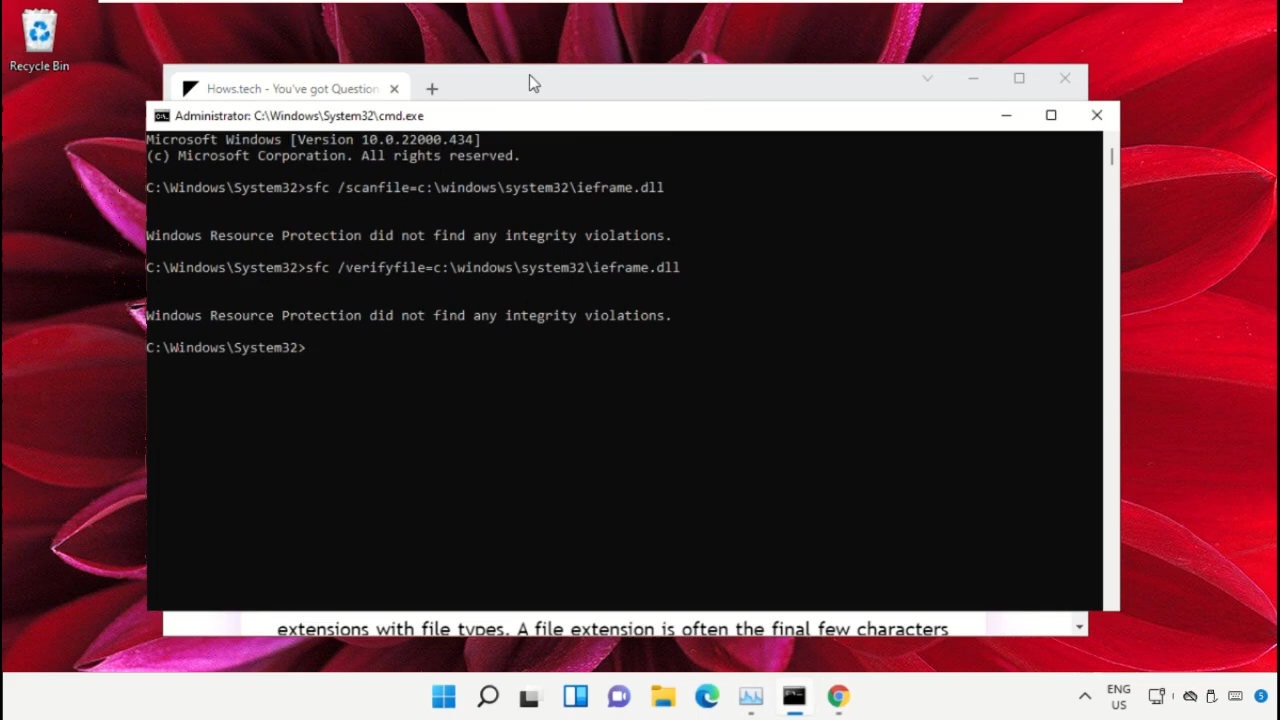 Recycle Bin
Hows.tech - You've got Question
Administrator: C:\Windows\System32\cmd.exe
Microsoft Windows [Version 10.0.22000.434]
(c) Microsoft Corporation. All rights reserved.
C:\Windows\System32>sfc /scanfile=c:\windows\system32\ieframe.dll
Windows Resource Protection did not find any integrity violations.
C:\Windows\System32>sfc /verifyfile=c:\windows\system32\ieframe.dll
Windows Resource Protection did not find any integrity violations.
C:\Windows\System32>
extensions with file types. A file extension is often the final few characters
ENG
US
5